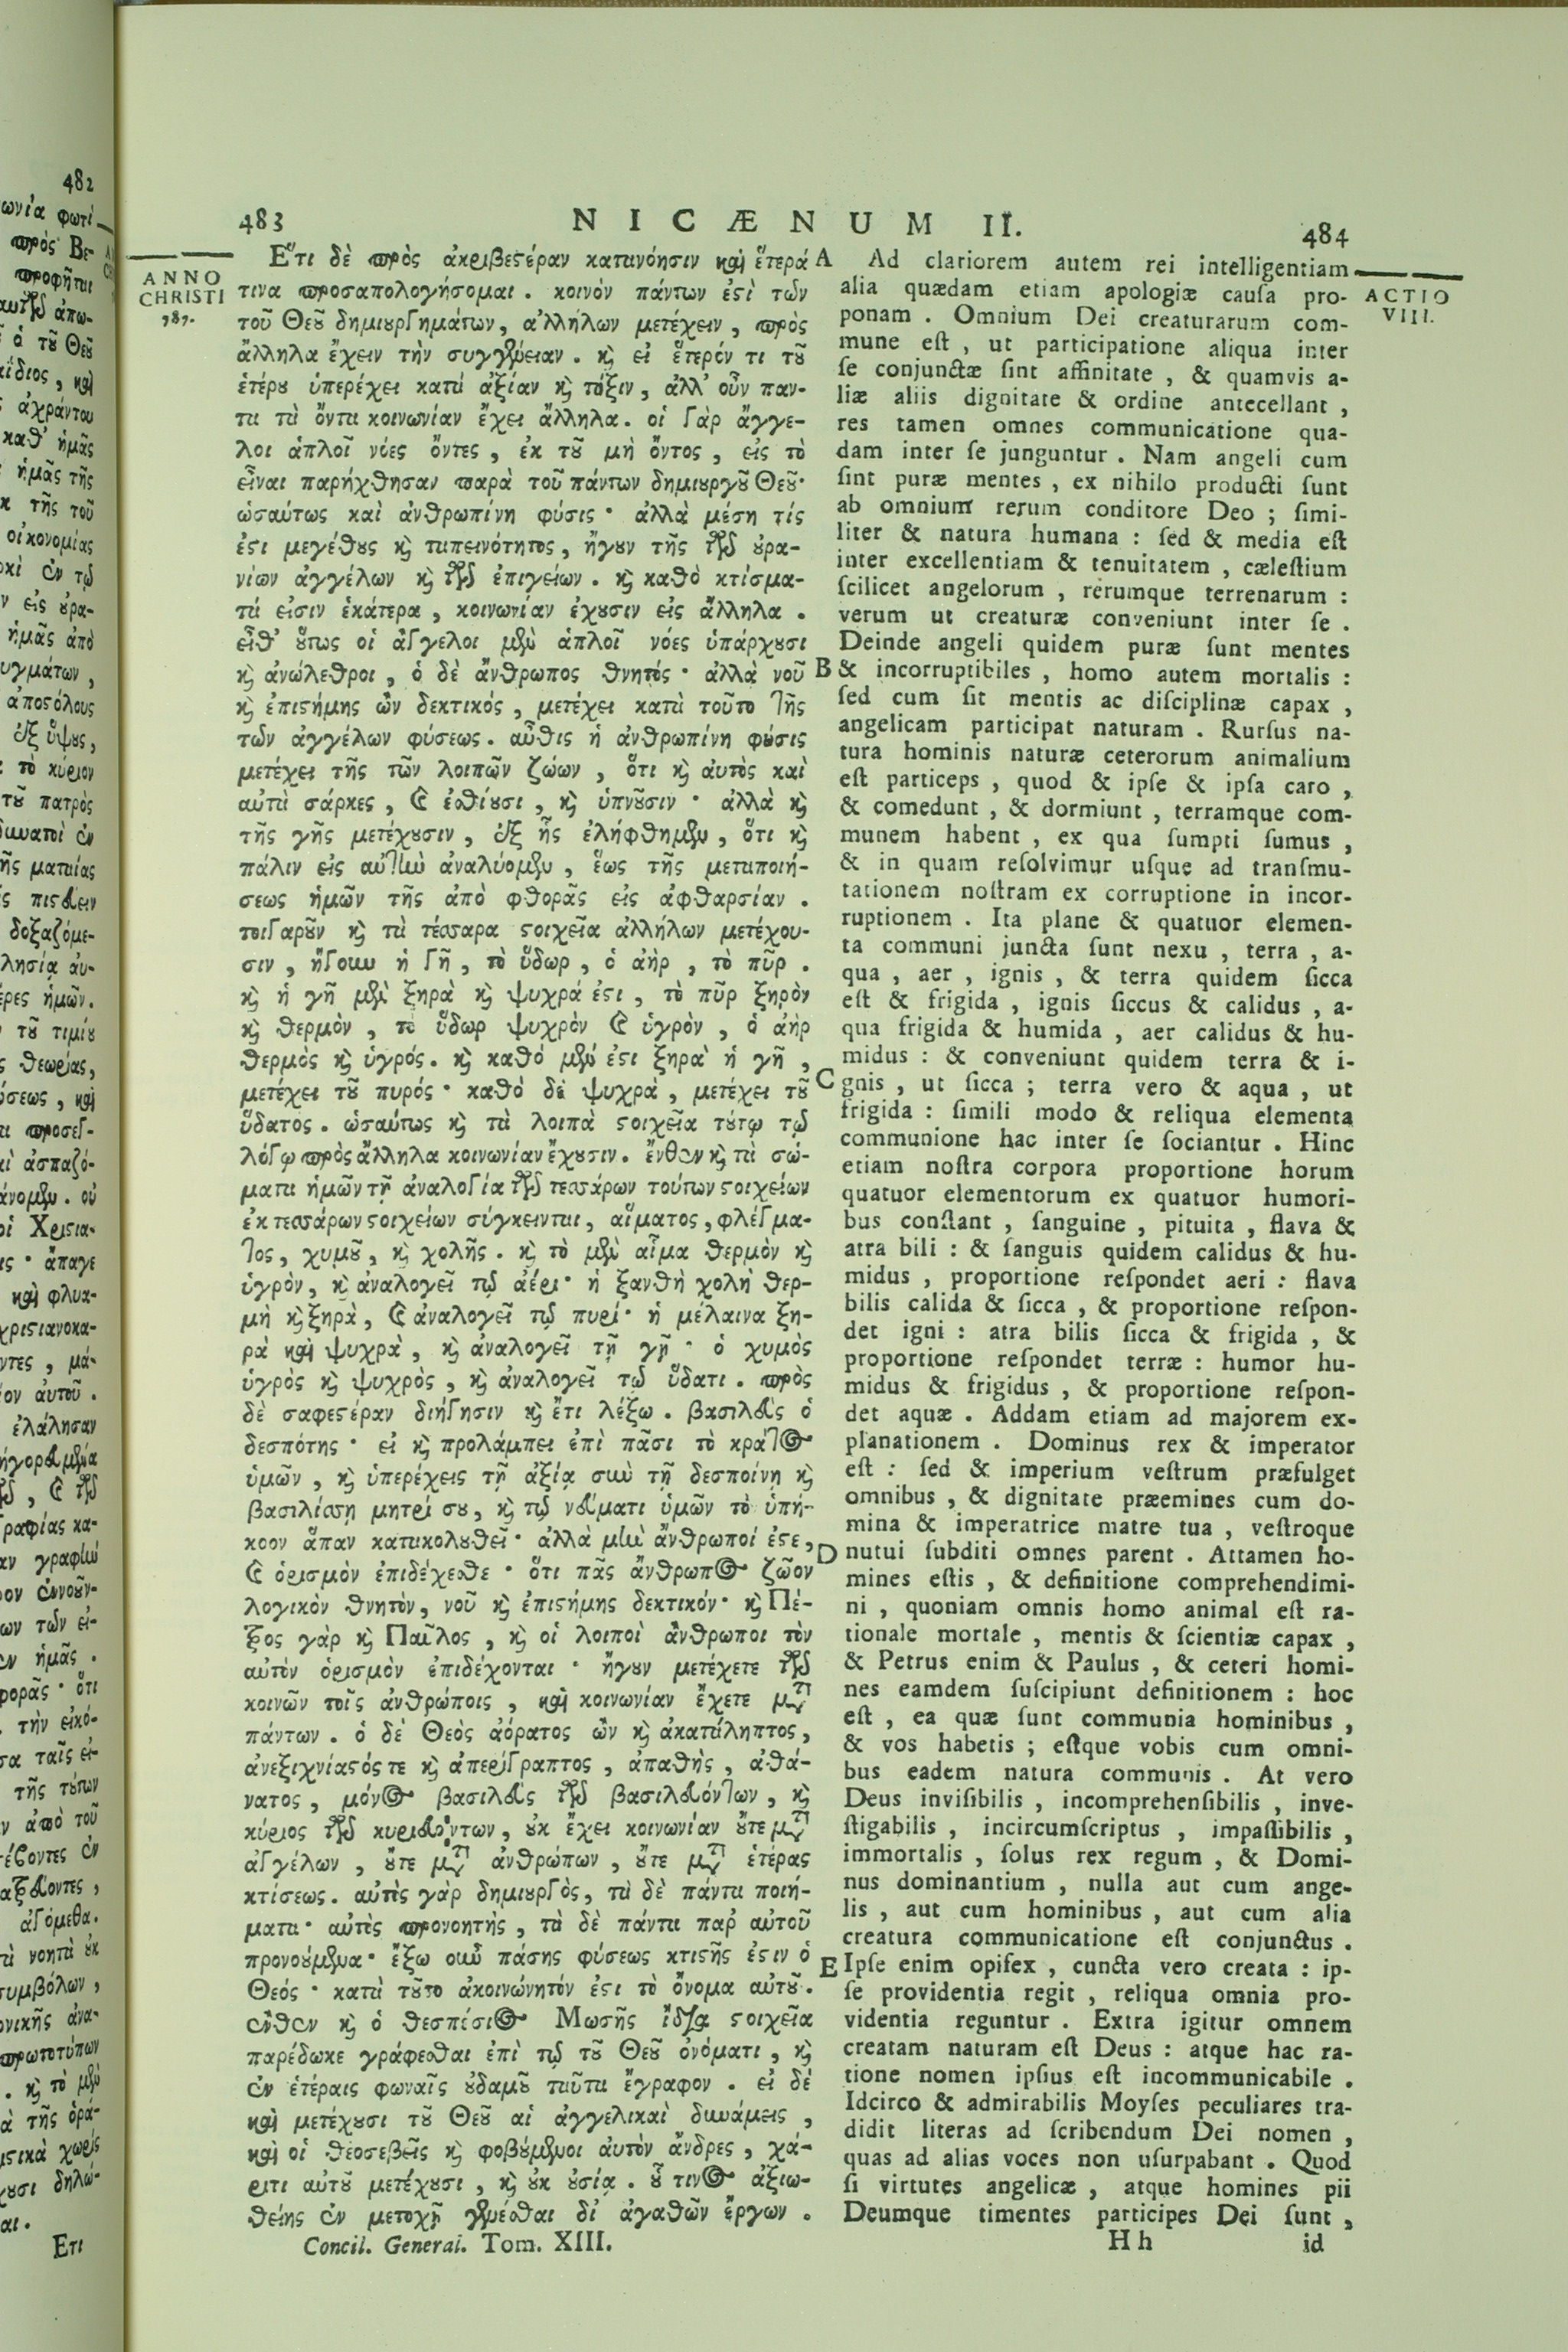 482
483
NICÆNUM II.
484
ANNO
CHRISTI
787.
ACTIO
VIII.
Ἔτι δὲ πρὸς ἀκριβεστέραν κατανόησιν καὶ ἕτερά
τινα προσαπολογήσομαι. κοινὸν πάντων ἐστὶ τῶν
τοῦ Θεοῦ δημιουργημάτων, ἀλλήλων μετέχειν, πρὸς
ἄλληλα ἔχειν τὴν συγγένειαν. καὶ εἰ ἕτερόν τι τοῦ
ἑτέρου ὑπερέχει κατὰ ἀξίαν καὶ τάξιν, ἀλλ' οὖν παν-
τα τὰ ὄντα κοινωνίαν ἔχει ἄλληλα. οἱ γὰρ ἄγγε-
λοι ἁπλοῖ νόες ὄντες, ἐκ τοῦ μὴ ὄντος, εἰς τὸ
εἶναι παρήχθησαν παρὰ τοῦ πάντων δημιουργοῦ Θεοῦ·
ὡσαύτως καὶ ἀνθρωπίνη φύσις· ἀλλὰ μέση τίς
ἐστι μεγέθους καὶ ταπεινότητος, ἤγουν τῆς τῶν οὐρα-
νίων ἀγγέλων καὶ τῶν ἐπιγείων. καὶ καθὸ κτίσμα-
τά εἰσιν ἑκάτερα, κοινωνίαν ἔχουσιν εἰς ἄλληλα.
εἶθ' οὕτως οἱ ἄγγελοι μὲν ἁπλοῖ νόες ὑπάρχουσι
καὶ ἀνώλεθροι, ὁ δὲ ἄνθρωπος θνητός· ἀλλὰ νοῦ
καὶ ἐπιστήμης ὢν δεκτικός, μετέχει κατὰ τοῦτο τῆς
τῶν ἀγγέλων φύσεως. αὖθις ἡ ἀνθρωπίνη φύσις
μετέχει τῆς τῶν λοιπῶν ζώων, ὅτι καὶ αὐτὸς καὶ
αὐτὰ σάρκες, καὶ ἐσθίουσι, καὶ ὑπνοῦσιν· ἀλλὰ καὶ
τῆς γῆς μετέχουσιν, ἐξ ἧς ἐλήφθημεν, ὅτι καὶ
πάλιν εἰς αὐτὴν ἀναλύομεν, ἕως τῆς μεταποιή-
σεως ἡμῶν τῆς ἀπὸ φθορᾶς εἰς ἀφθαρσίαν.
τοιγαροῦν καὶ τὰ τέσσαρα στοιχεῖα ἀλλήλων μετέχου-
σιν, ἤγουν ἡ γῆ, τὸ ὕδωρ, ὁ ἀὴρ, τὸ πῦρ.
καὶ ἡ γῆ μὲν ξηρὰ καὶ ψυχρά ἐστι, τὸ πῦρ ξηρὸν
καὶ θερμὸν, τὸ ὕδωρ ψυχρὸν καὶ ὑγρὸν, ὁ ἀὴρ
θερμὸς καὶ ὑγρός. καὶ καθὸ μέν ἐστι ξηρὰ ἡ γῆ,
μετέχει τοῦ πυρός· καθὸ δὲ ψυχρὰ, μετέχει τοῦ
ὕδατος. ὡσαύτως καὶ τὰ λοιπὰ στοιχεῖα τούτῳ τῷ
λόγῳ πρὸς ἄλληλα κοινωνίαν ἔχουσιν. ἔνθεν καὶ τὰ σώ-
ματα ἡμῶν τῇ ἀναλογίᾳ τῶν τεσσάρων τούτων στοιχείων
ἐκ τεσσάρων στοιχείων σύγκεινται, αἵματος, φλέγμα-
τος, χυμοῦ, καὶ χολῆς. καὶ τὸ μὲν αἷμα θερμὸν καὶ
ὑγρὸν, καὶ ἀναλογεῖ τῷ ἀέρι· ἡ ξανθὴ χολὴ θερ-
μὴ καὶ ξηρὰ, καὶ ἀναλογεῖ τῷ πυρί· ἡ μέλαινα ξη-
ρὰ καὶ ψυχρὰ, καὶ ἀναλογεῖ τῇ γῇ· ὁ χυμὸς
ὑγρὸς καὶ ψυχρὸς, καὶ ἀναλογεῖ τῷ ὕδατι. πρὸς
δὲ σαφεστέραν διήγησιν καὶ ἔτι λέξω. βασιλεὺς ὁ
δεσπότης· εἰ καὶ προλάμπει ἐπὶ πᾶσι τὸ κράτος
ὑμῶν, καὶ ὑπερέχεις τῇ ἀξίᾳ σὺν τῇ δεσποίνῃ καὶ
βασιλίσσῃ μητρί σου, καὶ τῷ νεύματι ὑμῶν τὸ ὑπή-
κοον ἅπαν κατακολουθεῖ· ἀλλὰ μὴν ἄνθρωποί ἐστε,
καὶ ὁρισμὸν ἐπιδέχεσθε· ὅτι πᾶς ἄνθρωπος ζῶον
λογικὸν θνητὸν, νοῦ καὶ ἐπιστήμης δεκτικόν· καὶ Πέ-
τρος γὰρ καὶ Παῦλος, καὶ οἱ λοιποὶ ἄνθρωποι τὸν
αὐτὸν ὁρισμὸν ἐπιδέχονται· ἤγουν μετέχετε τῶν
κοινῶν τοῖς ἀνθρώποις, καὶ κοινωνίαν ἔχετε μετὰ
πάντων. ὁ δὲ Θεὸς ἀόρατος ὢν καὶ ἀκατάληπτος,
ἀνεξιχνίαστός τε καὶ ἀπερίγραπτος, ἀπαθὴς, ἀθά-
νατος, μόνος βασιλεὺς τῶν βασιλευόντων, καὶ
κύριος τῶν κυριευόντων, οὐκ ἔχει κοινωνίαν οὔτε μετὰ
ἀγγέλων, οὔτε μετὰ ἀνθρώπων, οὔτε μετὰ ἑτέρας
κτίσεως. αὐτὸς γὰρ δημιουργὸς, τὰ δὲ πάντα ποιή-
ματα· αὐτὸς προνοητὴς, τὰ δὲ πάντα παρ' αὐτοῦ
προνούμενα· ἔξω οὖν πάσης φύσεως κτιστῆς ἐστιν ὁ
Θεός· κατὰ τοῦτο ἀκοινώνητόν ἐστι τὸ ὄνομα αὐτοῦ.
ἔνθεν καὶ ὁ θεσπέσιος Μωσῆς ἴδια στοιχεῖα
παρέδωκε γράφεσθαι ἐπὶ τῷ τοῦ Θεοῦ ὀνόματι, καὶ
ἐν ἑτέραις φωναῖς οὐδαμοῦ ταῦτα ἔγραφον. εἰ δὲ
καὶ μετέχουσι τοῦ Θεοῦ αἱ ἀγγελικαὶ δυνάμεις,
καὶ οἱ θεοσεβεῖς καὶ φοβούμενοι αὐτὸν ἄνδρες, χά-
ριτι αὐτοῦ μετέχουσι, καὶ οὐκ οὐσίᾳ. οὗ τινος ἀξιω-
θείης ἐν μετοχῇ γενέσθαι δι' ἀγαθῶν ἔργων.
Concil. General. Tom. XIII.
A
B
C
D
E
Ad clariorem autem rei intelligentiam
alia quædam etiam apologiæ cauſa pro-
ponam. Omnium Dei creaturarum com-
mune eſt, ut participatione aliqua inter
ſe conjunctæ ſint affinitate, & quamvis a-
liæ aliis dignitate & ordine antecellant,
res tamen omnes communicatione qua-
dam inter ſe junguntur. Nam angeli cum
ſint puræ mentes, ex nihilo producti ſunt
ab omnium rerum conditore Deo; ſimi-
liter & natura humana: ſed & media eſt
inter excellentiam & tenuitatem, cæleſtium
ſcilicet angelorum, rerumque terrenarum:
verum ut creaturæ conveniunt inter ſe.
Deinde angeli quidem puræ ſunt mentes
& incorruptibiles, homo autem mortalis:
ſed cum ſit mentis ac diſciplinæ capax,
angelicam participat naturam. Rurſus na-
tura hominis naturæ ceterorum animalium
eſt particeps, quod & ipſe & ipſa caro,
& comedunt, & dormiunt, terramque com-
munem habent, ex qua ſumpti ſumus,
& in quam reſolvimur uſque ad tranſmu-
tationem noſtram ex corruptione in incor-
ruptionem. Ita plane & quatuor elemen-
ta communi juncta ſunt nexu, terra, a-
qua, aer, ignis, & terra quidem ſicca
eſt & frigida, ignis ſiccus & calidus, a-
qua frigida & humida, aer calidus & hu-
midus: & conveniunt quidem terra & i-
gnis, ut ſicca; terra vero & aqua, ut
frigida: ſimili modo & reliqua elementa
communione hac inter ſe ſociantur. Hinc
etiam noſtra corpora proportione horum
quatuor elementorum ex quatuor humori-
bus conſtant, ſanguine, pituita, flava &
atra bili: & ſanguis quidem calidus & hu-
midus, proportione reſpondet aeri: flava
bilis calida & ſicca, & proportione reſpon-
det igni: atra bilis ſicca & frigida, &
proportione reſpondet terræ: humor hu-
midus & frigidus, & proportione reſpon-
det aquæ. Addam etiam ad majorem ex-
planationem. Dominus rex & imperator
eſt: ſed & imperium veſtrum præfulget
omnibus, & dignitate præemines cum do-
mina & imperatrice matre tua, veſtroque
nutui ſubditi omnes parent. Attamen ho-
mines eſtis, & definitione comprehendimi-
ni, quoniam omnis homo animal eſt ra-
tionale mortale, mentis & ſcientiæ capax,
& Petrus enim & Paulus, & ceteri homi-
nes eamdem ſuſcipiunt definitionem: hoc
eſt, ea quæ ſunt communia hominibus,
& vos habetis; eſtque vobis cum omni-
bus eadem natura communis. At vero
Deus inviſibilis, incomprehenſibilis, inve-
ſtigabilis, incircumſcriptus, impaſſibilis,
immortalis, ſolus rex regum, & Domi-
nus dominantium, nulla aut cum ange-
lis, aut cum hominibus, aut cum alia
creatura communicatione eſt conjunctus.
Ipſe enim opifex, cuncta vero creata: ip-
ſe providentia regit, reliqua omnia pro-
videntia reguntur. Extra igitur omnem
creatam naturam eſt Deus: atque hac ra-
tione nomen ipſius eſt incommunicabile.
Idcirco & admirabilis Moyſes peculiares tra-
didit literas ad ſcribendum Dei nomen,
quas ad alias voces non uſurpabant. Quod
ſi virtutes angelicæ, atque homines pii
Deumque timentes participes Dei ſunt,
Hh
id